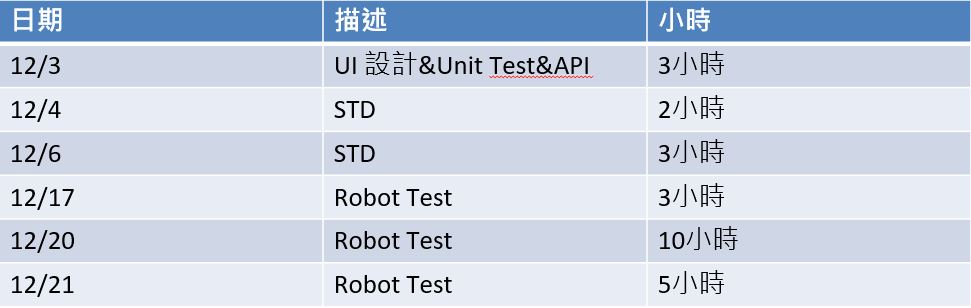 日期 描述 小時
12/3 UI 設計&Unit Test&API 3小時
12/4 STD 2小時
12/6 STD 3小時
12/17 Robot Test 3小時
12/20 Robot Test 10小時
12/21 Robot Test 5小時